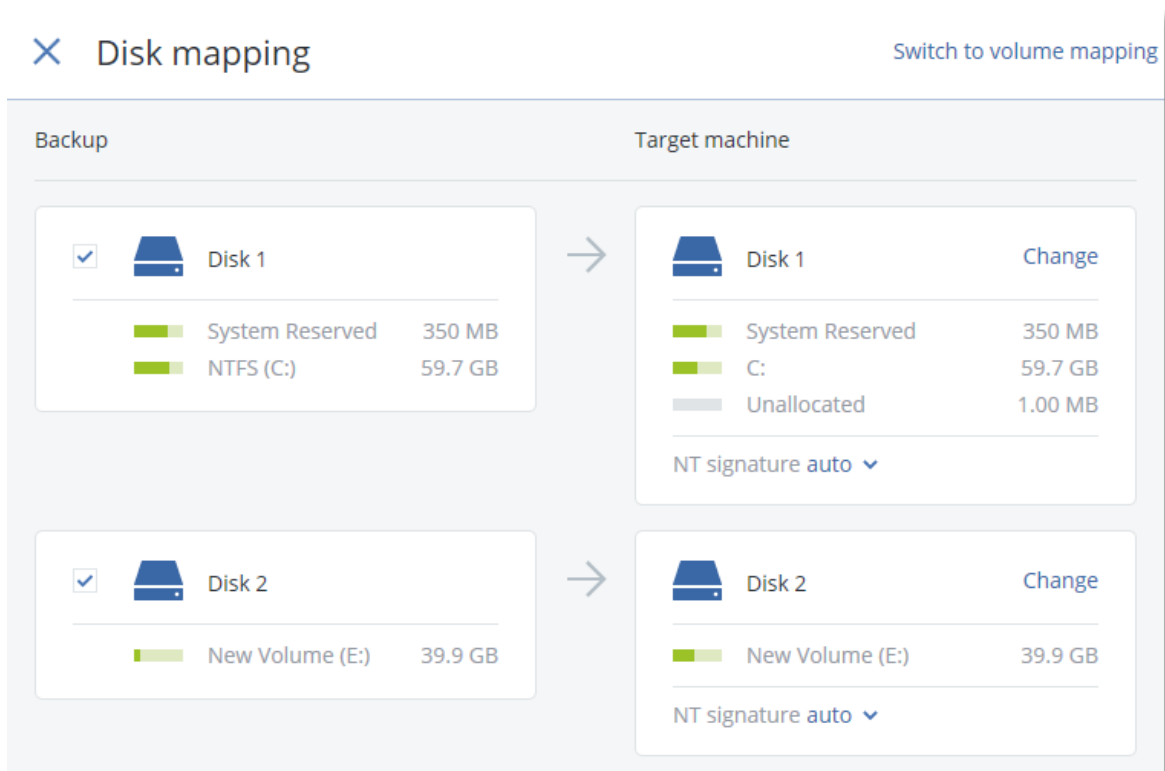 Disk mapping
Switch to volume mapping
Backup
Target machine
Disk 1
System Reserved 350 MB
NTFS (C:) 59.7 GB
Disk 1 Change
System Reserved 350 MB
C: 59.7 GB
Unallocated 1.00 MB
NT signature auto
Disk 2
New Volume (E:) 39.9 GB
Disk 2 Change
New Volume (E:) 39.9 GB
NT signature auto